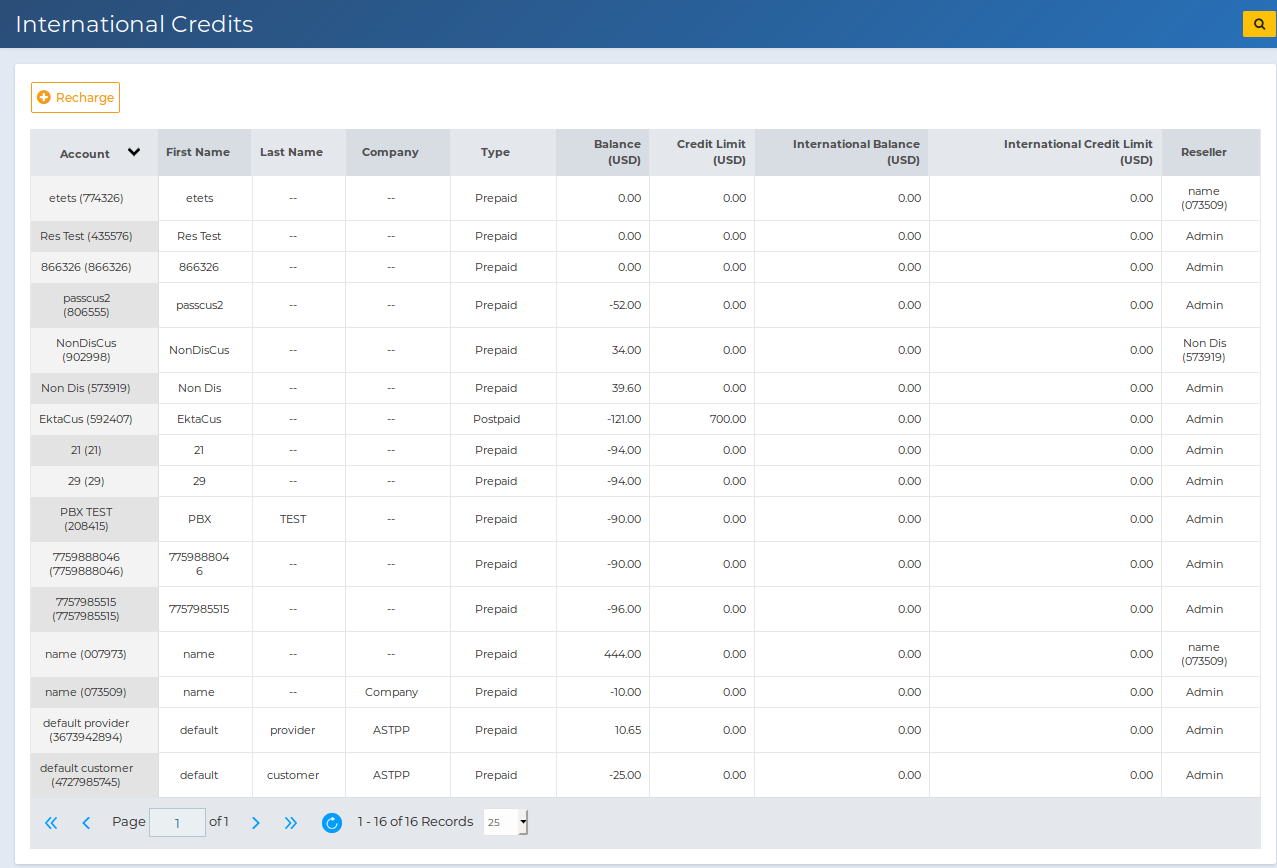 International Credits
Recharge
Account First Name Last Name Company Type Balance (USD) Credit Limit (USD) International Balance (USD) International Credit Limit (USD) Reseller
etets (774326) etets -- -- Prepaid 0.00 0.00 0.00 0.00 name (073509)
Res Test (435576) Res Test -- -- Prepaid 0.00 0.00 0.00 0.00 Admin
866326 (866326) 866326 -- -- Prepaid 0.00 0.00 0.00 0.00 Admin
passcus2 (806555) passcus2 -- -- Prepaid -52.00 0.00 0.00 0.00 Admin
NonDisCus (902998) NonDisCus -- -- Prepaid 34.00 0.00 0.00 0.00 Non Dis (573919)
Non Dis (573919) Non Dis -- -- Prepaid 39.60 0.00 0.00 0.00 Admin
EktaCus (592407) EktaCus -- -- Postpaid -121.00 700.00 0.00 0.00 Admin
21 (21) 21 -- -- Prepaid -94.00 0.00 0.00 0.00 Admin
29 (29) 29 -- -- Prepaid -94.00 0.00 0.00 0.00 Admin
PBX TEST (208415) PBX TEST -- Prepaid -90.00 0.00 0.00 0.00 Admin
7759888046 (7759888046) 7759888046 -- -- Prepaid -90.00 0.00 0.00 0.00 Admin
7757985515 (7757985515) 7757985515 -- -- Prepaid -96.00 0.00 0.00 0.00 Admin
name (007973) name -- -- Prepaid 444.00 0.00 0.00 0.00 name (073509)
name (073509) name -- Company Prepaid -10.00 0.00 0.00 0.00 Admin
default provider (3673942894) default provider ASTPP Prepaid 10.65 0.00 0.00 0.00 Admin
default customer (4727985745) default customer ASTPP Prepaid -25.00 0.00 0.00 0.00 Admin
Page 1 of 1 1 - 16 of 16 Records 25